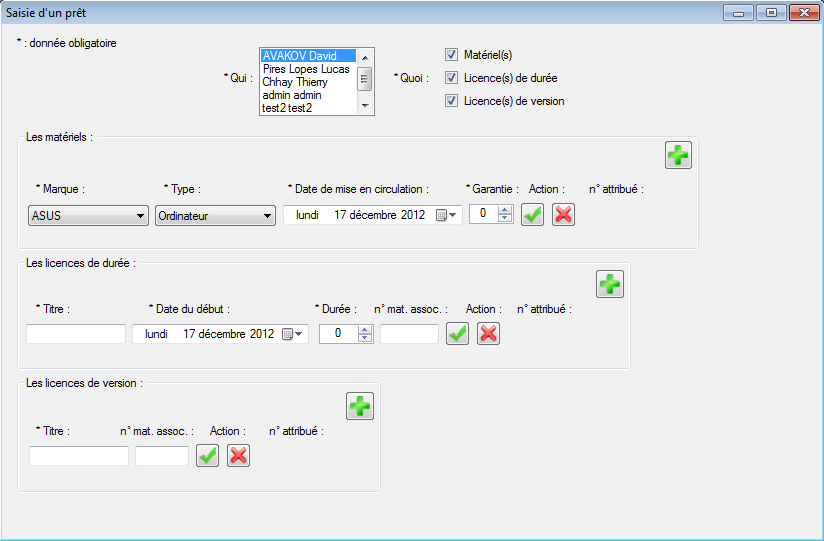 Saisie d'un prêt
* : donnée obligatoire
* Qui :
AVAKOV David
Pires Lopes Lucas
Chhay Thierry
admin admin
test2 test2
* Quoi :
Matériel(s)
Licence(s) de durée
Licence(s) de version
Les matériels :
* Marque : * Type : * Date de mise en circulation : * Garantie : Action : n° attribué :
ASUS Ordinateur lundi 17 décembre 2012 0
Les licences de durée :
* Titre : * Date du début : * Durée : n° mat. assoc. : Action : n° attribué :
lundi 17 décembre 2012 0
Les licences de version :
* Titre : n° mat. assoc. : Action : n° attribué :